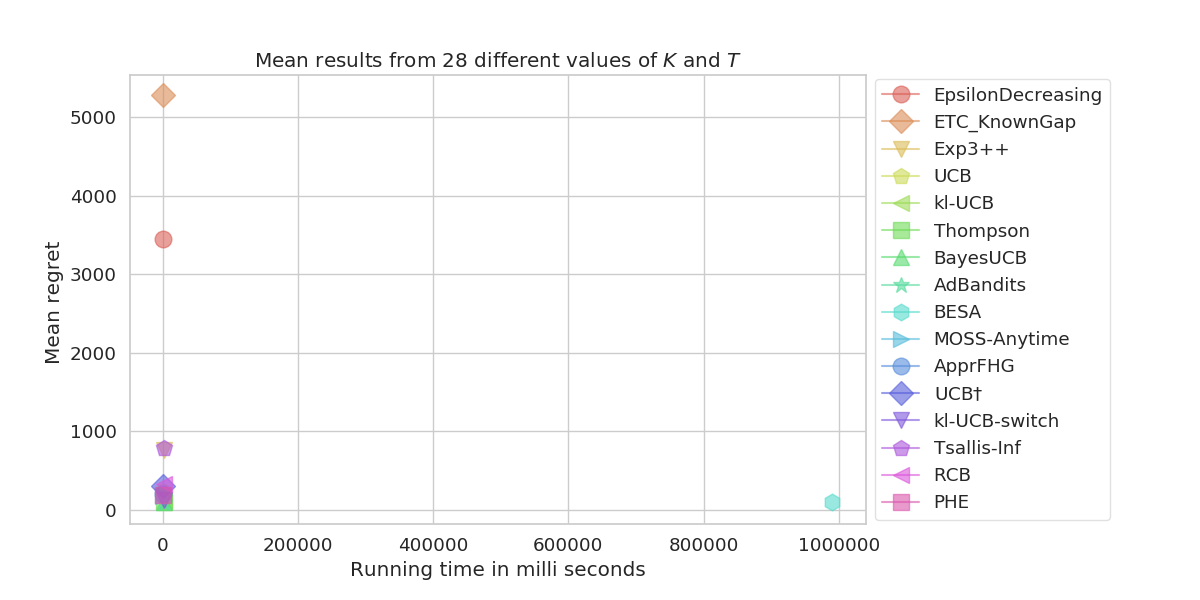 Mean results from 28 different values of K and T
Mean regret
5000
4000
3000
2000
1000
0
0 200000 400000 600000 800000 1000000
Running time in milli seconds
EpsilonDecreasing
ETC_KnownGap
Exp3++
UCB
kl-UCB
Thompson
BayesUCB
AdBandits
BESA
MOSS-Anytime
ApprFHG
UCB†
kl-UCB-switch
Tsallis-Inf
RCB
PHE